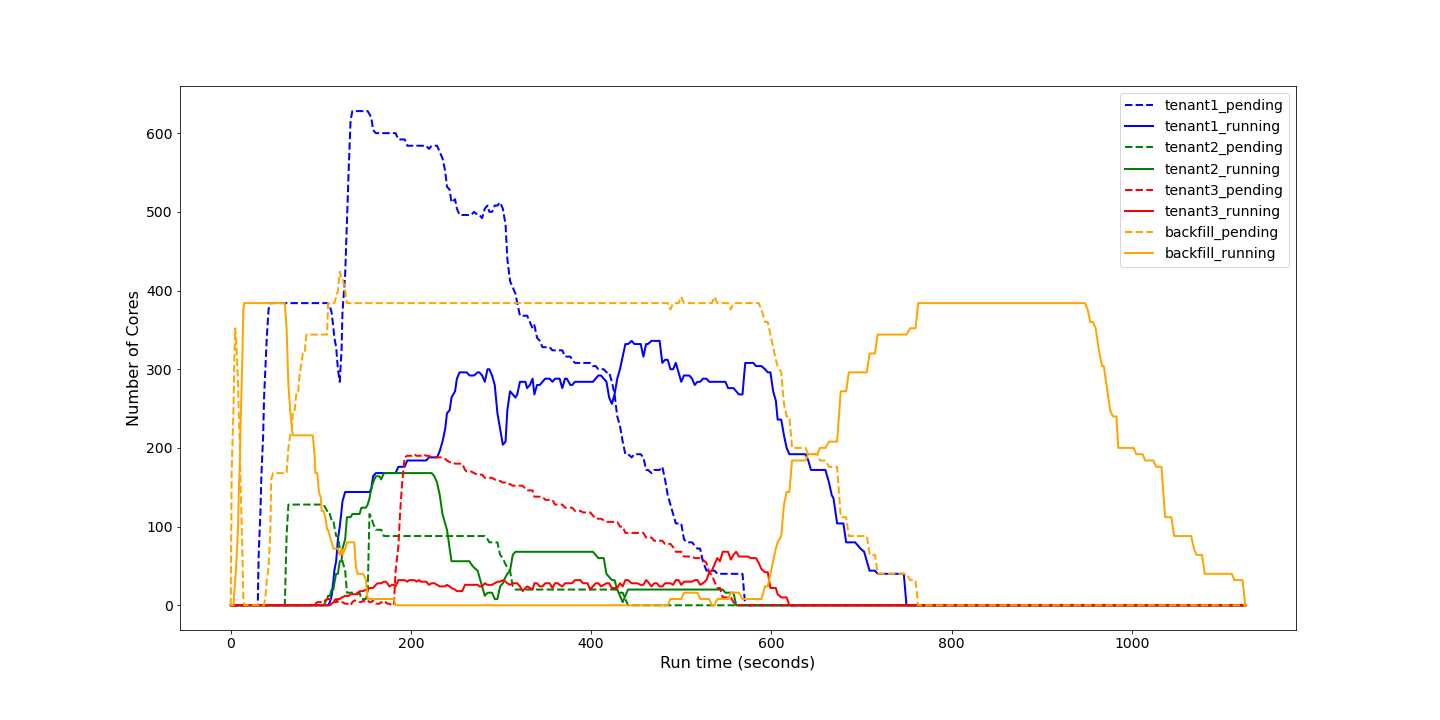 Number of Cores
600
500
400
300
200
100
0
0 200 400 600 800 1000
Run time (seconds)
tenant1_pending
tenant1_running
tenant2_pending
tenant2_running
tenant3_pending
tenant3_running
backfill_pending
backfill_running